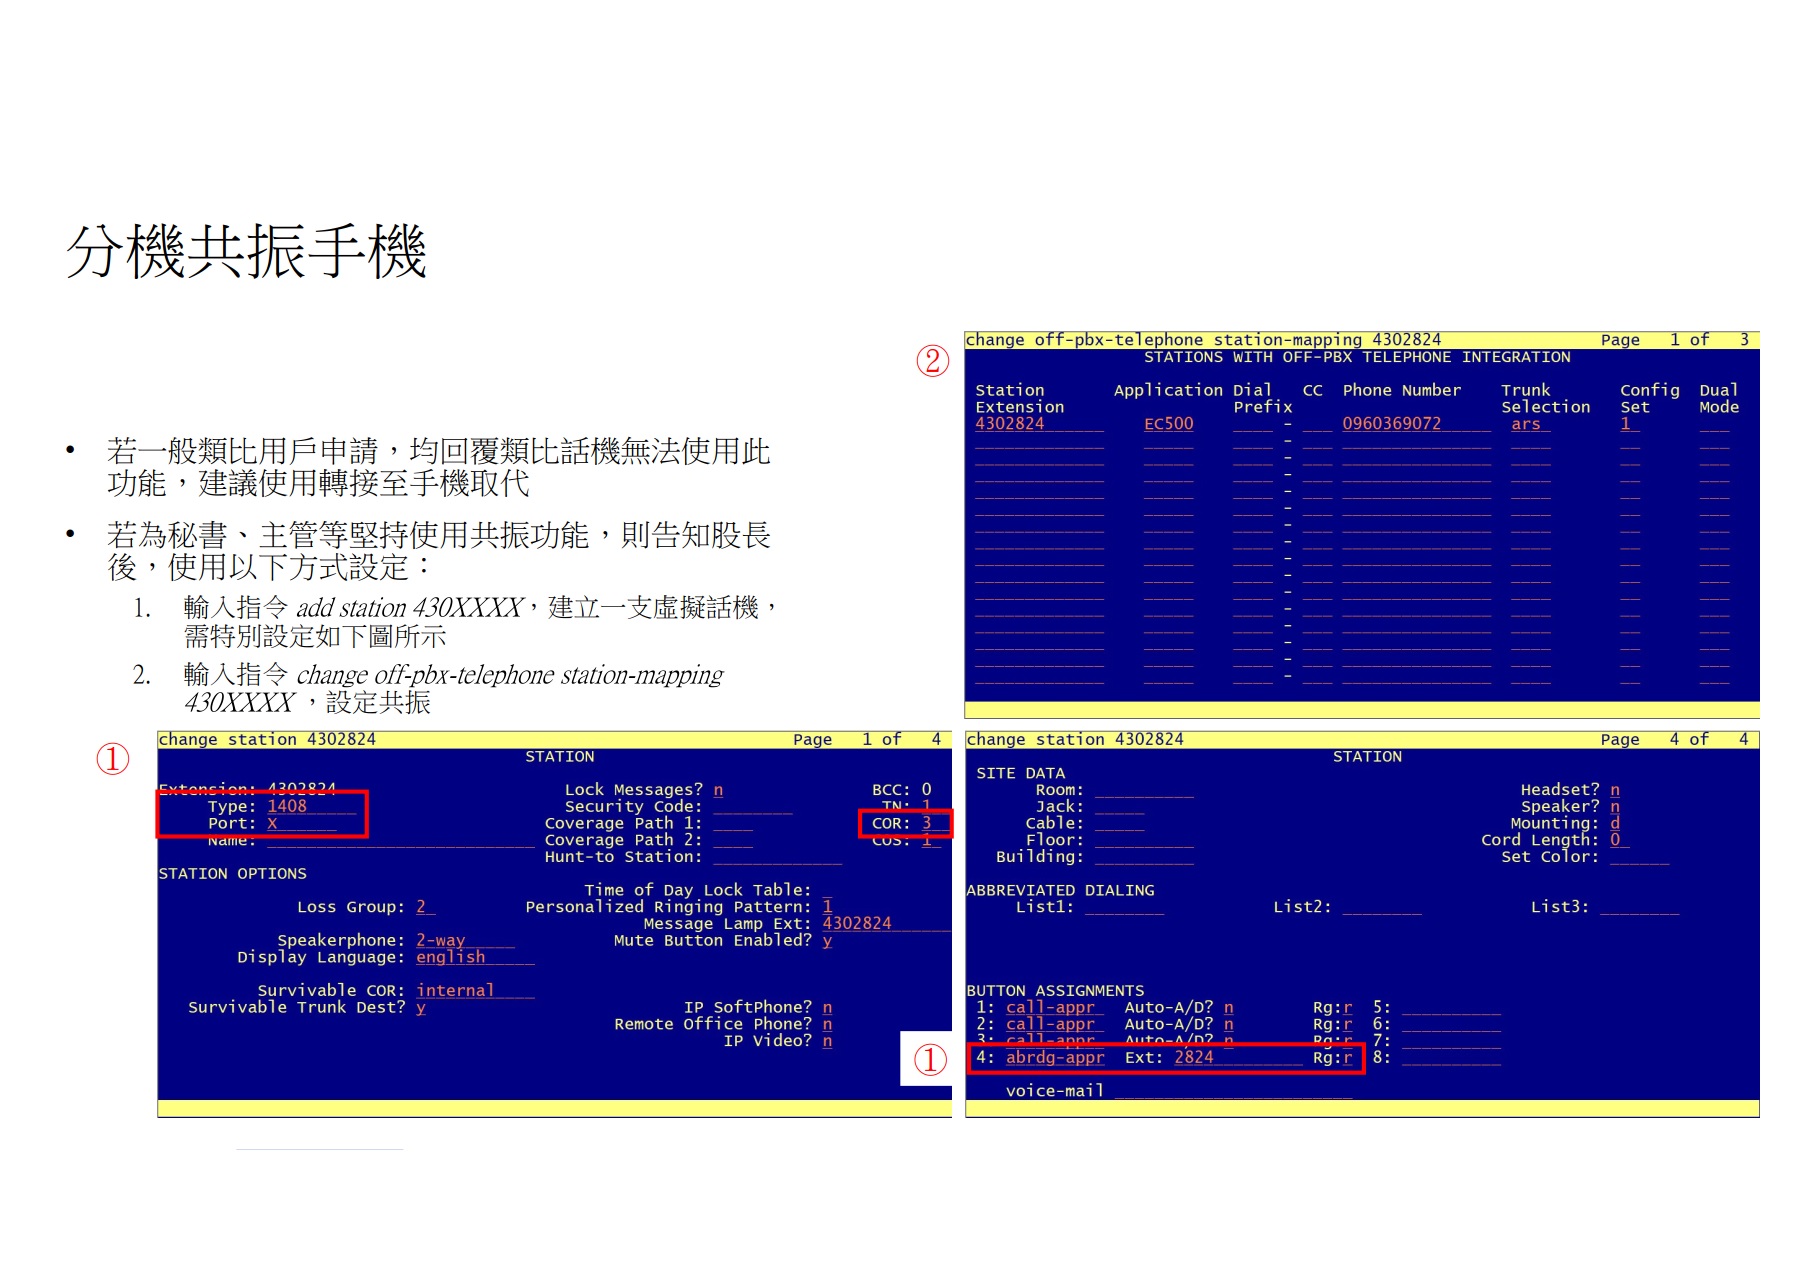 分機共振手機
• 若一般類比用戶申請，均回覆類比話機無法使用此
功能，建議使用轉接至手機取代
• 若為秘書、主管等堅持使用共振功能，則告知股長
後，使用以下方式設定：
1. 輸入指令 add station 430XXXX，建立一支虛擬話機，
需特別設定如下圖所示
2. 輸入指令 change off-pbx-telephone station-mapping
430XXXX ，設定共振
②
change off-pbx-telephone station-mapping 4302824 Page 1 of 3
STATIONS WITH OFF-PBX TELEPHONE INTEGRATION
Station Application Dial CC Phone Number Trunk Config Dual
Extension Prefix Selection Set Mode
4302824 EC500 - 0960369072 ars 1
①
change station 4302824 Page 1 of 4
STATION
Extension: 4302824 Lock Messages? n BCC: 0
Type: 1408 Security Code: TN: 1
Port: X Coverage Path 1: COR: 3
Name: Coverage Path 2: COS: 1
Hunt-to Station:
STATION OPTIONS
Time of Day Lock Table:
Loss Group: 2 Personalized Ringing Pattern: 1
Message Lamp Ext: 4302824
Speakerphone: 2-way Mute Button Enabled? y
Display Language: english
Survivable COR: internal
Survivable Trunk Dest? y IP SoftPhone? n
Remote Office Phone? n
IP Video? n
①
change station 4302824 Page 4 of 4
STATION
SITE DATA
Room: Headset? n
Jack: Speaker? n
Cable: Mounting: d
Floor: Cord Length: 0
Building: Set Color:
ABBREVIATED DIALING
List1: List2: List3:
BUTTON ASSIGNMENTS
1: call-appr Auto-A/D? n Rg:r 5:
2: call-appr Auto-A/D? n Rg:r 6:
3: call-appr Auto-A/D? n Rg:r 7:
4: abrdg-appr Ext: 2824 Rg:r 8:
voice-mail